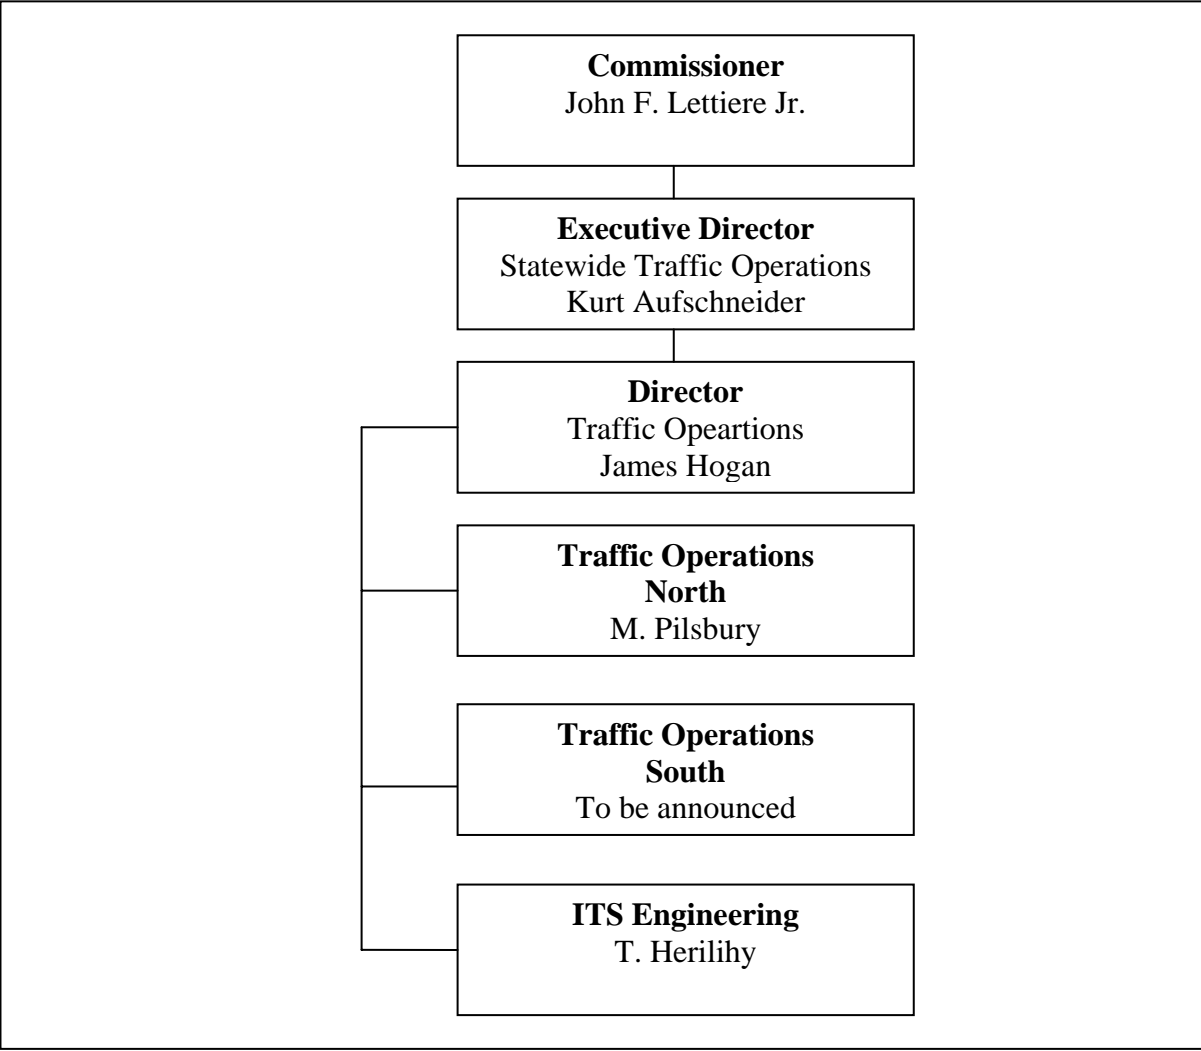 Commissioner
John F. Lettiere Jr.
Executive Director
Statewide Traffic Operations
Kurt Aufschneider
Director
Traffic Opeartions
James Hogan
Traffic Operations
North
M. Pilsbury
Traffic Operations
South
To be announced
ITS Engineering
T. Herilihy